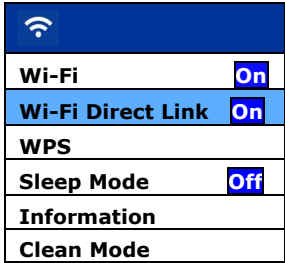 Wi-Fi On
Wi-Fi Direct Link On
WPS
Sleep Mode Off
Information
Clean Mode